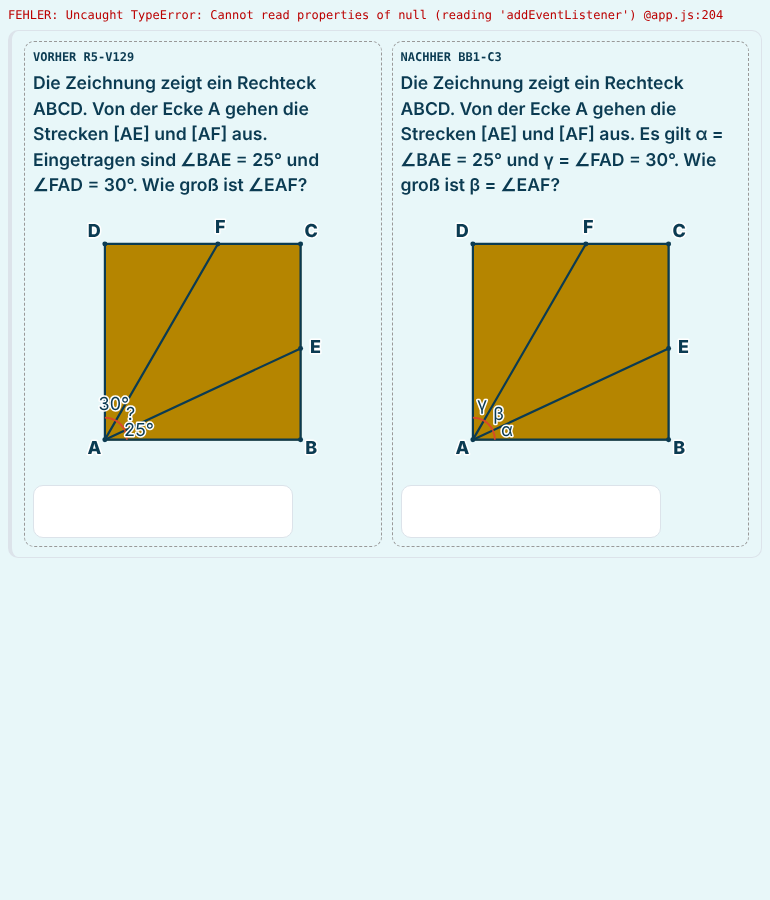 FEHLER: Uncaught TypeError: Cannot read properties of null (reading 'addEventListener') @app.js:204
VORHER R5-V129
Die Zeichnung zeigt ein Rechteck
ABCD. Von der Ecke A gehen die
Strecken [AE] und [AF] aus.
Eingetragen sind ∠BAE = 25° und
∠FAD = 30°. Wie groß ist ∠EAF?
D
F
C
E
30°
?
25°
A
B
NACHHER BB1-C3
Die Zeichnung zeigt ein Rechteck
ABCD. Von der Ecke A gehen die
Strecken [AE] und [AF] aus. Es gilt α =
∠BAE = 25° und γ = ∠FAD = 30°. Wie
groß ist β = ∠EAF?
D
F
C
E
γ
β
α
A
B